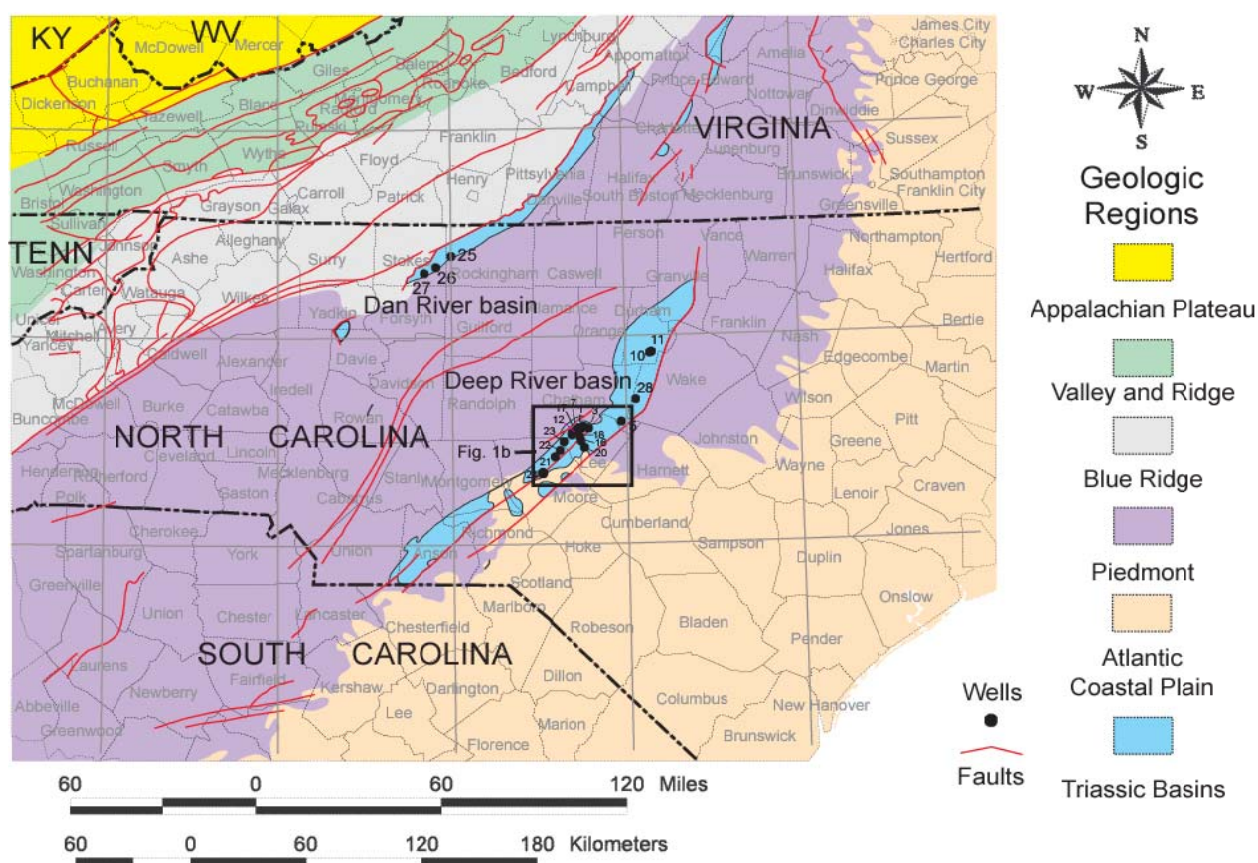 KY
WV
McDowell
Mercer
Buchanan
Dickenson
Tazewell
Russell
Giles
Salem
Roanoke
Bedford
Lynchburg
Appomattox
Campbell
Prince Edward
Amelia
Nottoway
James City
Charles City
Prince George
Dinwiddie
Sussex
Southampton
Franklin City
Greensville
Brunswick
VIRGINIA
Charlotte
Lunenburg
Mecklenburg
South Boston
Halifax
Pittsylvania
Danville
Henry
Franklin
Floyd
Patrick
Carroll
Galax
Grayson
Wythe
Pulaski
Montgomery
Radford
Smyth
Washington
Bristol
Sullivan
TENN
Washington
Carter
Johnson
Unicoi
Mitchell
Yancey
Avery
Watauga
Ashe
Alleghany
Wilkes
Surry
Stokes
Rockingham
Caswell
Person
Granville
Vance
Warren
Northampton
Hertford
Halifax
Bertie
25
26
27
Dan River basin
Yadkin
Forsyth
Guilford
Alamance
Orange
Durham
Franklin
Nash
Edgecombe
Martin
Caldwell
Alexander
Iredell
Davie
Davidson
Randolph
Chatham
Wake
Wilson
Pitt
10
11
28
Deep River basin
Buncombe
McDowell
Burke
Catawba
Rowan
NORTH CAROLINA
Cleveland
Lincoln
Henderson
Rutherford
Polk
Gaston
Mecklenburg
Cabarrus
Stanly
Montgomery
Moore
Lee
Harnett
Johnston
Wayne
Greene
Lenoir
Craven
Jones
Fig. 1b
12
23
22
21
3
18
20
5
Cherokee
Spartanburg
York
Union
Anson
Richmond
Hoke
Cumberland
Sampson
Duplin
Onslow
Greenville
Union
Chester
Lancaster
Chesterfield
Marlboro
Scotland
Robeson
Bladen
Pender
SOUTH CAROLINA
Laurens
Fairfield
Kershaw
Darlington
Dillon
Columbus
New Hanover
Brunswick
Abbeville
Newberry
Greenwood
Lee
Marion
Florence
N
W E
S
Geologic
Regions
Appalachian Plateau
Valley and Ridge
Blue Ridge
Piedmont
Atlantic
Coastal Plain
Triassic Basins
Wells
Faults
60 0 60 120 Miles
60 0 60 120 180 Kilometers